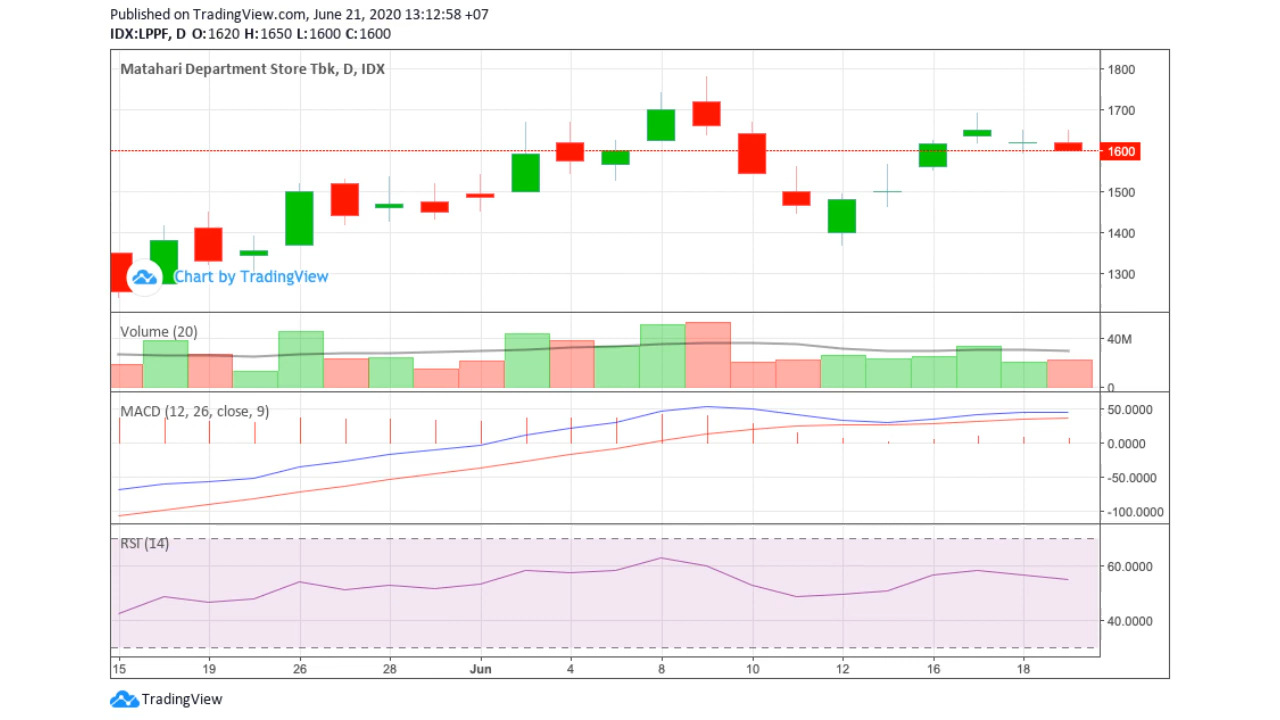 Published on TradingView.com, June 21, 2020 13:12:58 +07
IDX:LPPF, D O:1620 H:1650 L:1600 C:1600
Matahari Department Store Tbk, D, IDX
1800
1700
1600
1500
1400
1300
Chart by TradingView
Volume (20)
40M
0
MACD (12, 26, close, 9)
50.0000
0.0000
-50.0000
-100.0000
RSI (14)
60.0000
40.0000
15 19 26 28 Jun 4 8 10 12 16 18
TradingView